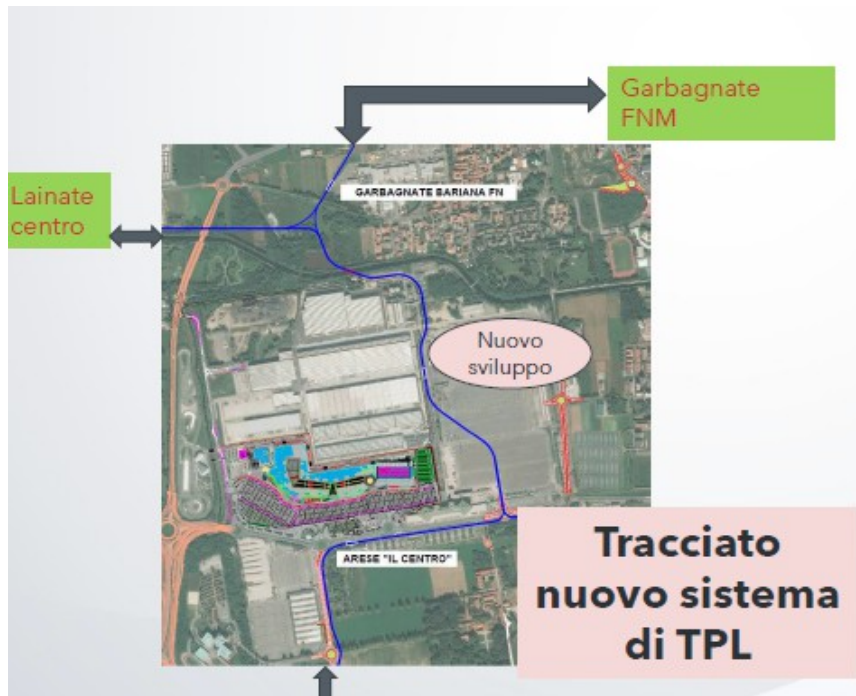 Garbagnate
FNM
Lainate
centro
GARBAGNATE BARIANA FN
Nuovo
sviluppo
ARESE "IL CENTRO"
Tracciato
nuovo sistema
di TPL